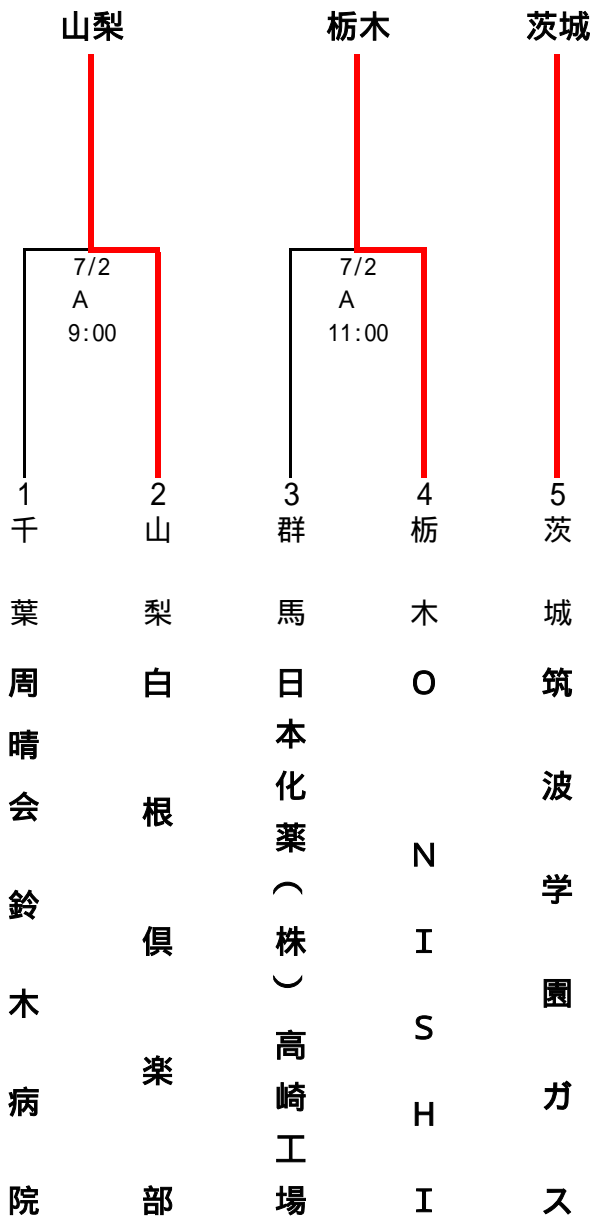 山梨
栃木
茨城
7/2
A
9:00
7/2
A
11:00
1
2
3
4
5
千葉
山梨
群馬
栃木
茨城
周晴会鈴木病院
白根倶楽部
日本化薬（株）高崎工場
O NISHI
筑波学園ガス